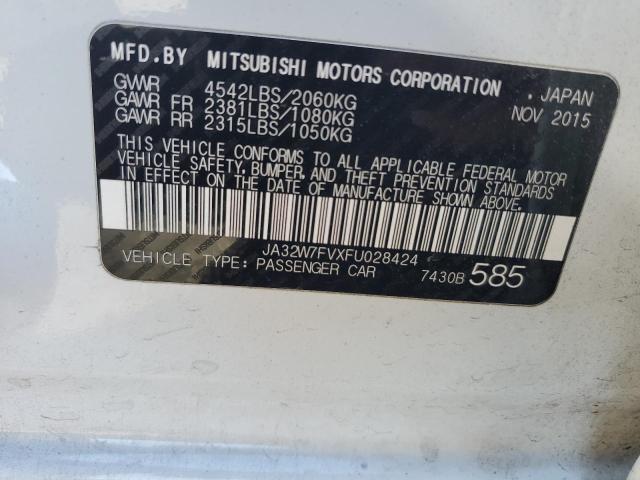 MFD.BY MITSUBISHI MOTORS CORPORATION . JAPAN
GVWR 4542LBS/2060KG NOV 2015
GAWR FR 2381LBS/1080KG
GAWR RR 2315LBS/1050KG
THIS VEHICLE CONFORMS TO ALL APPLICABLE FEDERAL MOTOR
VEHICLE SAFETY, BUMPER, AND THEFT PREVENTION STANDARDS
IN EFFECT ON THE DATE OF MANUFACTURE SHOWN ABOVE.
JA32W7FVXFU028424
VEHICLE TYPE: PASSENGER CAR 7430B 585